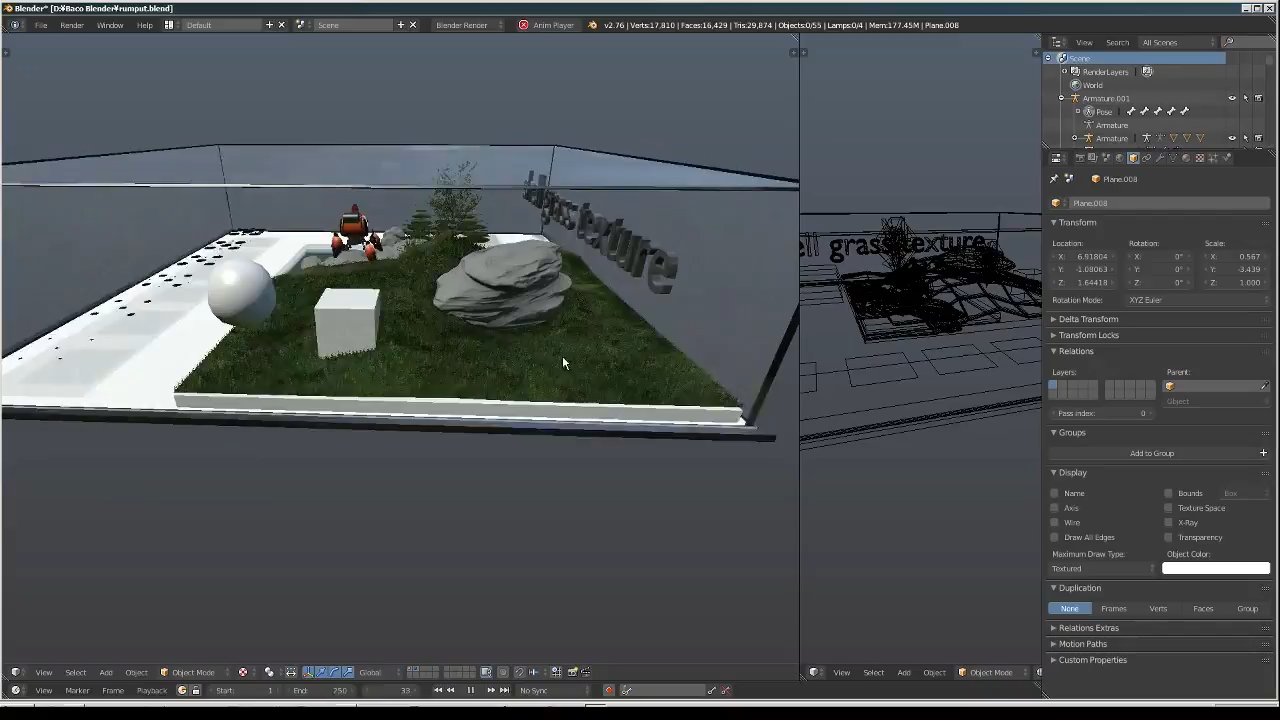 Blender* [D:¥Baco Blender¥rumput.blend]
File Render Window Help Default Scene Blender Render Anim Player v2.76 | Verts:17,810 | Faces:16,429 | Tris:29,874 | Objects:0/55 | Lamps:0/4 | Mem:177.45M | Plane.008
View Search All Scenes
Scene
RenderLayers
World
Armature.001
Pose
Armature
Armature
Plane.008
Plane.008
Transform
Location: Rotation: Scale:
X: 6.91804 X: 0° X: 0.567
Y: -1.08063 Y: 0° Y: -3.439
Z: 1.64418 Z: 0° Z: 1.000
Rotation Mode: XYZ Euler
Delta Transform
Transform Locks
Relations
Layers: Parent:
Object
Pass Index: 0
Groups
Add to Group
Display
Name Bounds Box
Axis Texture Space
Wire X-Ray
Draw All Edges Transparency
Maximum Draw Type: Object Color:
Textured
Duplication
None Frames Verts Faces Group
Relations Extras
Motion Paths
Custom Properties
grass texture
ell grass texture
View Select Add Object Object Mode Global
View Select Add Object Object Mode
View Marker Frame Playback Start: 1 End: 250 33 No Sync